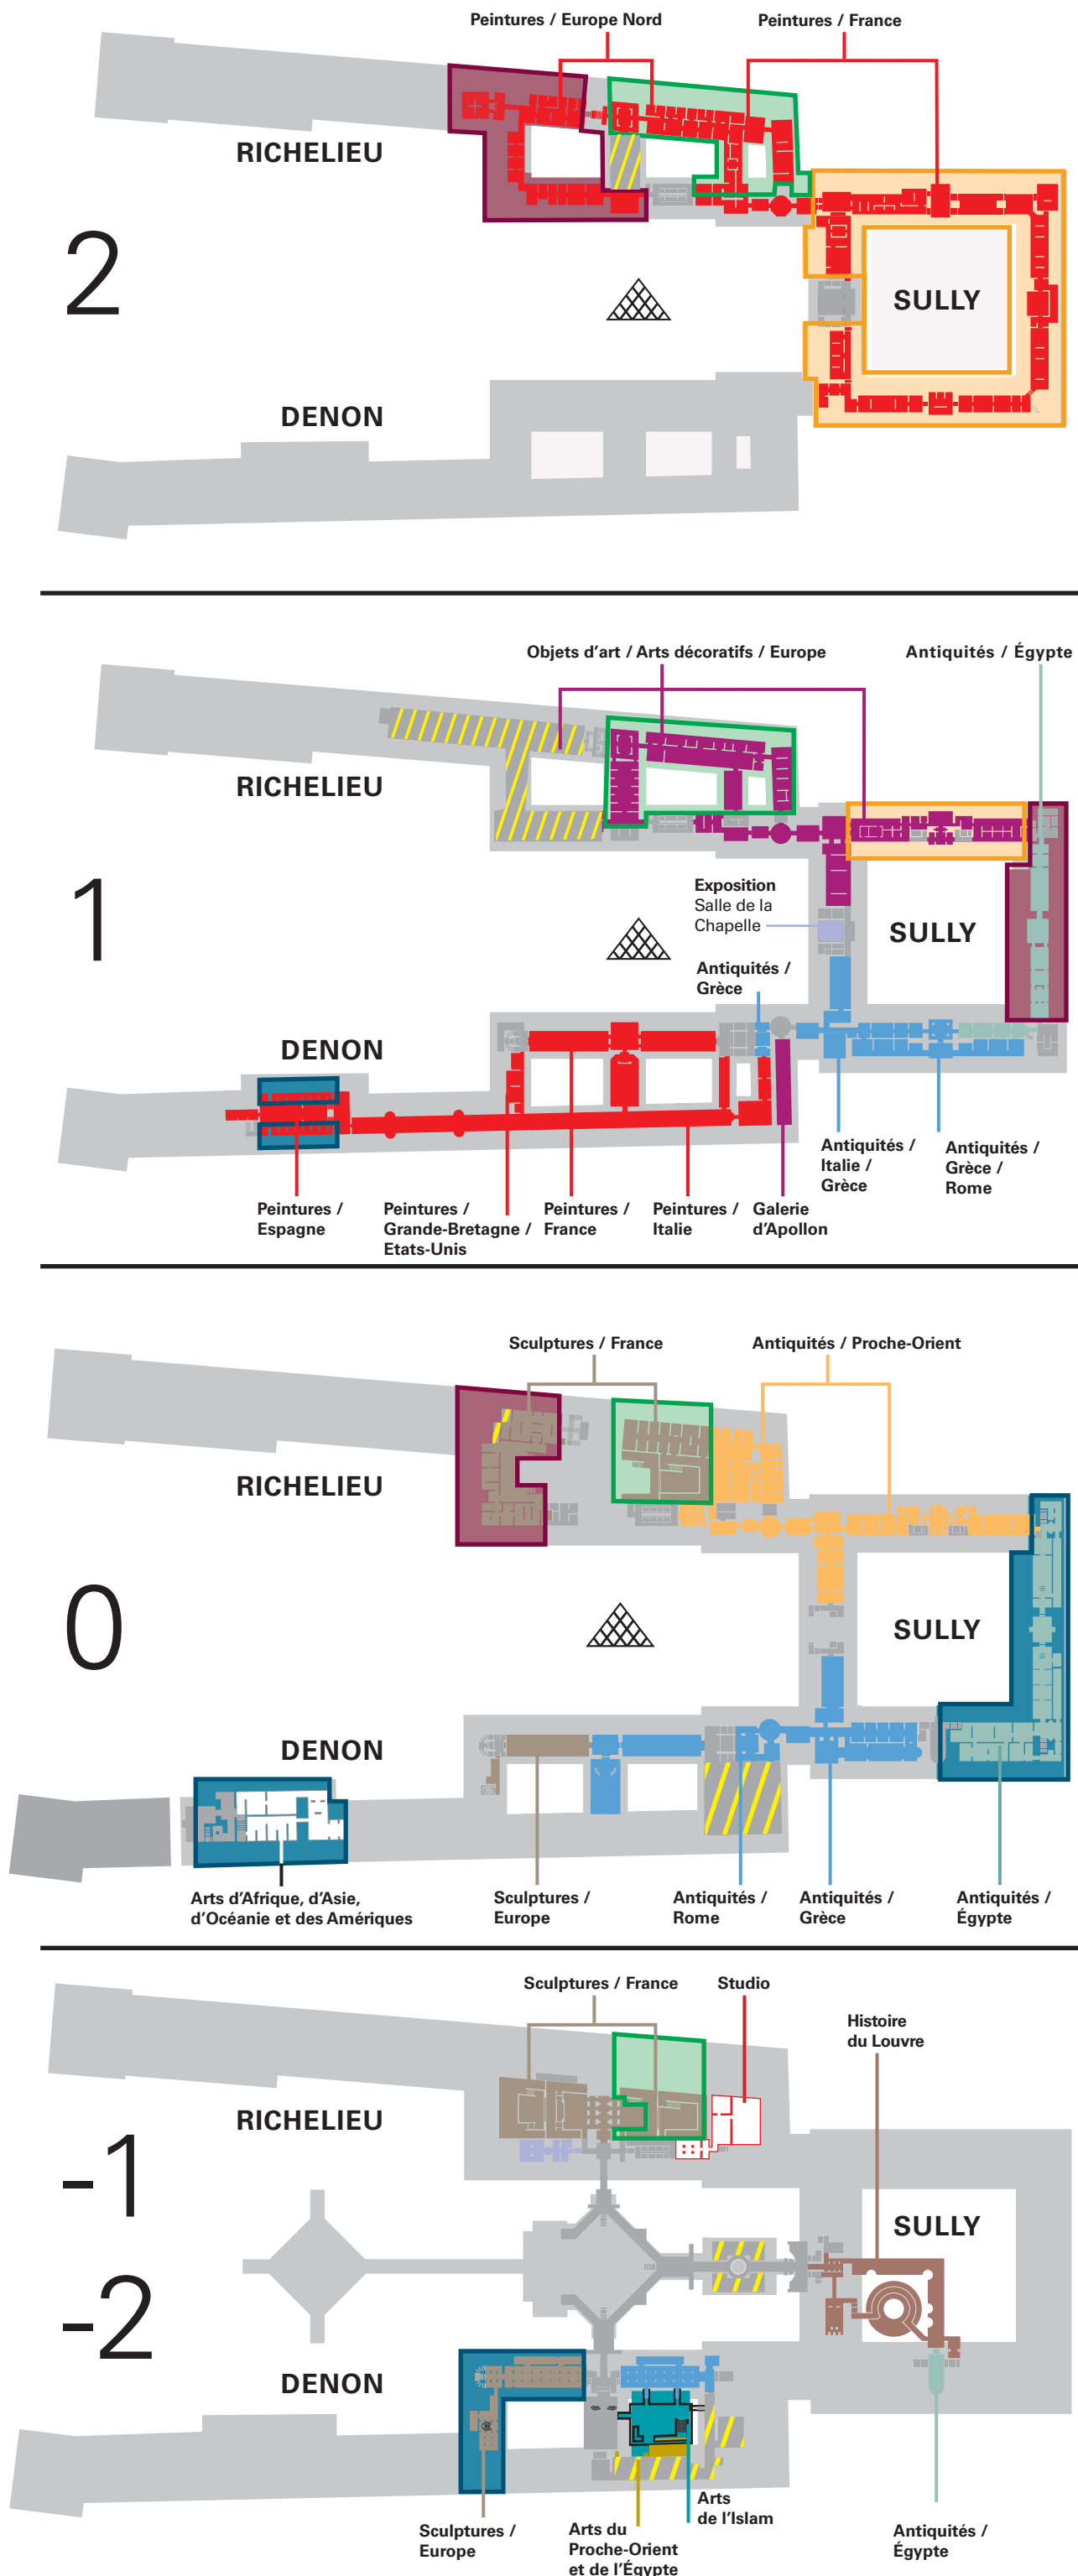 Peintures / Europe Nord
Peintures / France
RICHELIEU
2
SULLY
DENON
Objets d'art / Arts décoratifs / Europe
Antiquités / Égypte
RICHELIEU
1
Exposition
Salle de la
Chapelle
SULLY
Antiquités /
Grèce
DENON
Antiquités /
Italie /
Grèce
Antiquités /
Grèce /
Rome
Peintures /
Espagne
Peintures /
Grande-Bretagne /
Etats-Unis
Peintures /
France
Peintures /
Italie
Galerie
d'Apollon
Sculptures / France
Antiquités / Proche-Orient
RICHELIEU
0
SULLY
DENON
Arts d'Afrique, d'Asie,
d'Océanie et des Amériques
Sculptures /
Europe
Antiquités /
Rome
Antiquités /
Grèce
Antiquités /
Égypte
Sculptures / France
Studio
Histoire
du Louvre
RICHELIEU
-1
SULLY
-2
DENON
Sculptures /
Europe
Arts du
Proche-Orient
et de l'Égypte
Arts
de l'Islam
Antiquités /
Égypte